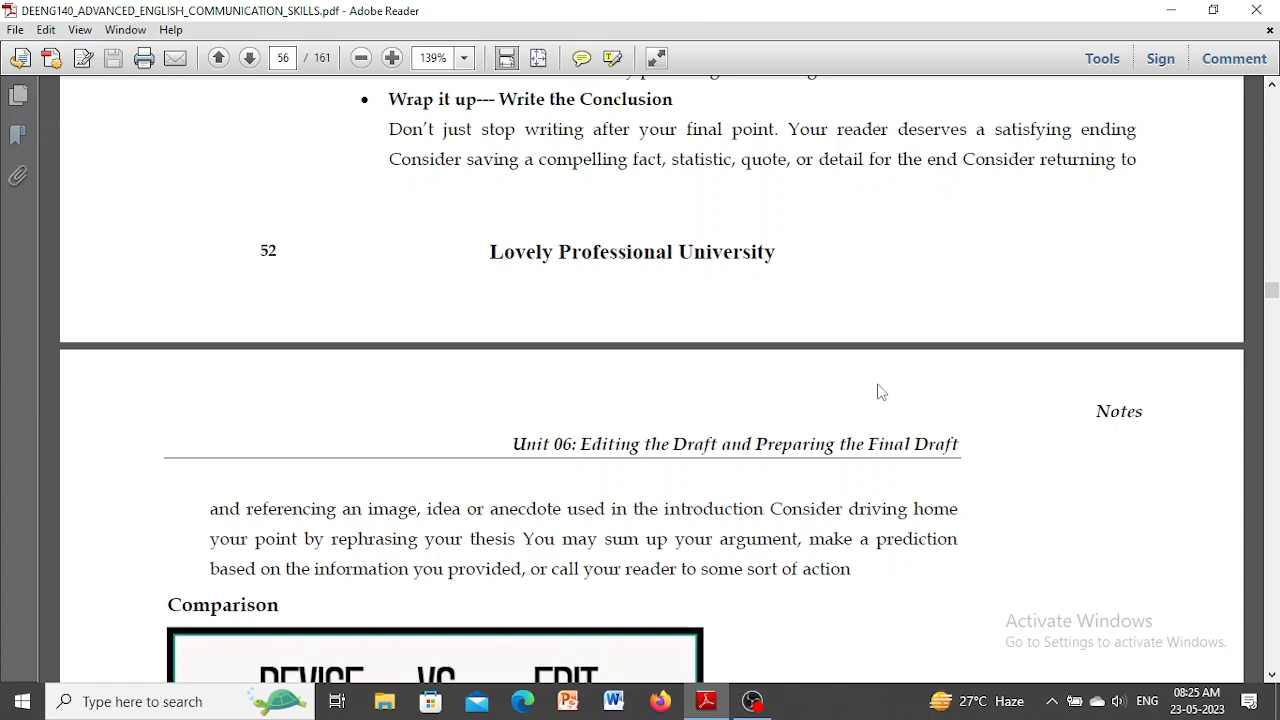 DEENG140_ADVANCED_ENGLISH_COMMUNICATION_SKILLS.pdf - Adobe Reader
File Edit View Window Help
56 / 161 139% Tools Sign Comment
• Wrap it up--- Write the Conclusion
Don't just stop writing after your final point. Your reader deserves a satisfying ending
Consider saving a compelling fact, statistic, quote, or detail for the end Consider returning to
52 Lovely Professional University
Notes
Unit 06: Editing the Draft and Preparing the Final Draft
and referencing an image, idea or anecdote used in the introduction Consider driving home
your point by rephrasing your thesis You may sum up your argument, make a prediction
based on the information you provided, or call your reader to some sort of action
Comparison
REVISE VS EDIT
Activate Windows
Go to Settings to activate Windows.
Type here to search
27°C Haze ENG 08:25 AM
23-05-2023